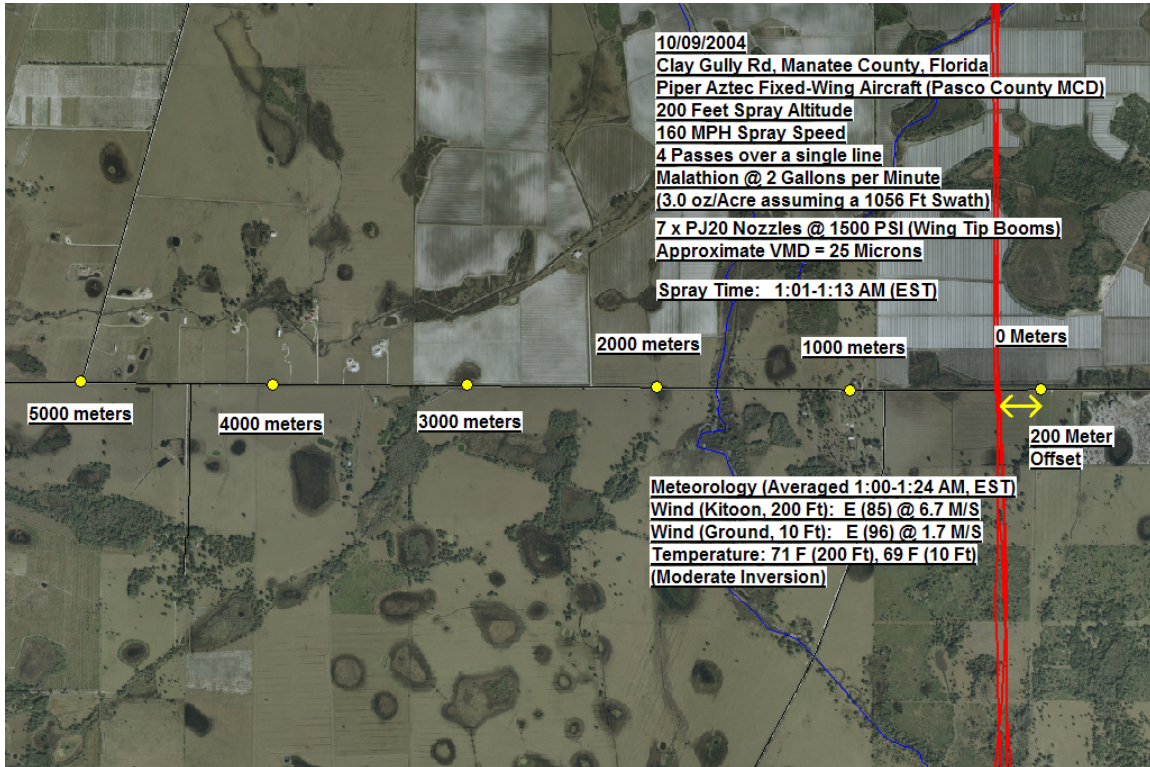 10/09/2004
Clay Gully Rd, Manatee County, Florida
Piper Aztec Fixed-Wing Aircraft (Pasco County MCD)
200 Feet Spray Altitude
160 MPH Spray Speed
4 Passes over a single line
Malathion @ 2 Gallons per Minute
(3.0 oz/Acre assuming a 1056 Ft Swath)
7 x PJ20 Nozzles @ 1500 PSI (Wing Tip Booms)
Approximate VMD = 25 Microns
Spray Time: 1:01-1:13 AM (EST)
5000 meters
4000 meters
3000 meters
2000 meters
1000 meters
0 Meters
200 Meter
Offset
Meteorology (Averaged 1:00-1:24 AM, EST)
Wind (Kitoon, 200 Ft): E (85) @ 6.7 M/S
Wind (Ground, 10 Ft): E (96) @ 1.7 M/S
Temperature: 71 F (200 Ft), 69 F (10 Ft)
(Moderate Inversion)